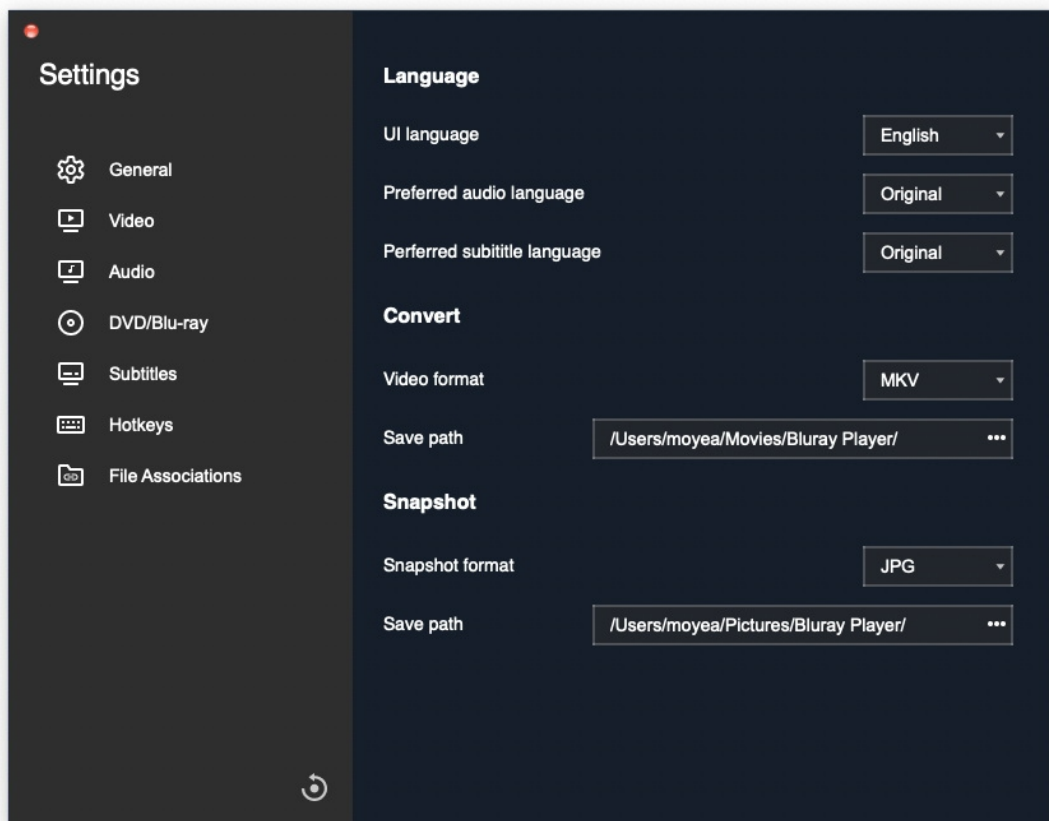 Settings
General
Video
Audio
DVD/Blu-ray
Subtitles
Hotkeys
File Associations
Language
UI language English
Preferred audio language Original
Perferred subititle language Original
Convert
Video format MKV
Save path /Users/moyea/Movies/Bluray Player/ •••
Snapshot
Snapshot format JPG
Save path /Users/moyea/Pictures/Bluray Player/ •••